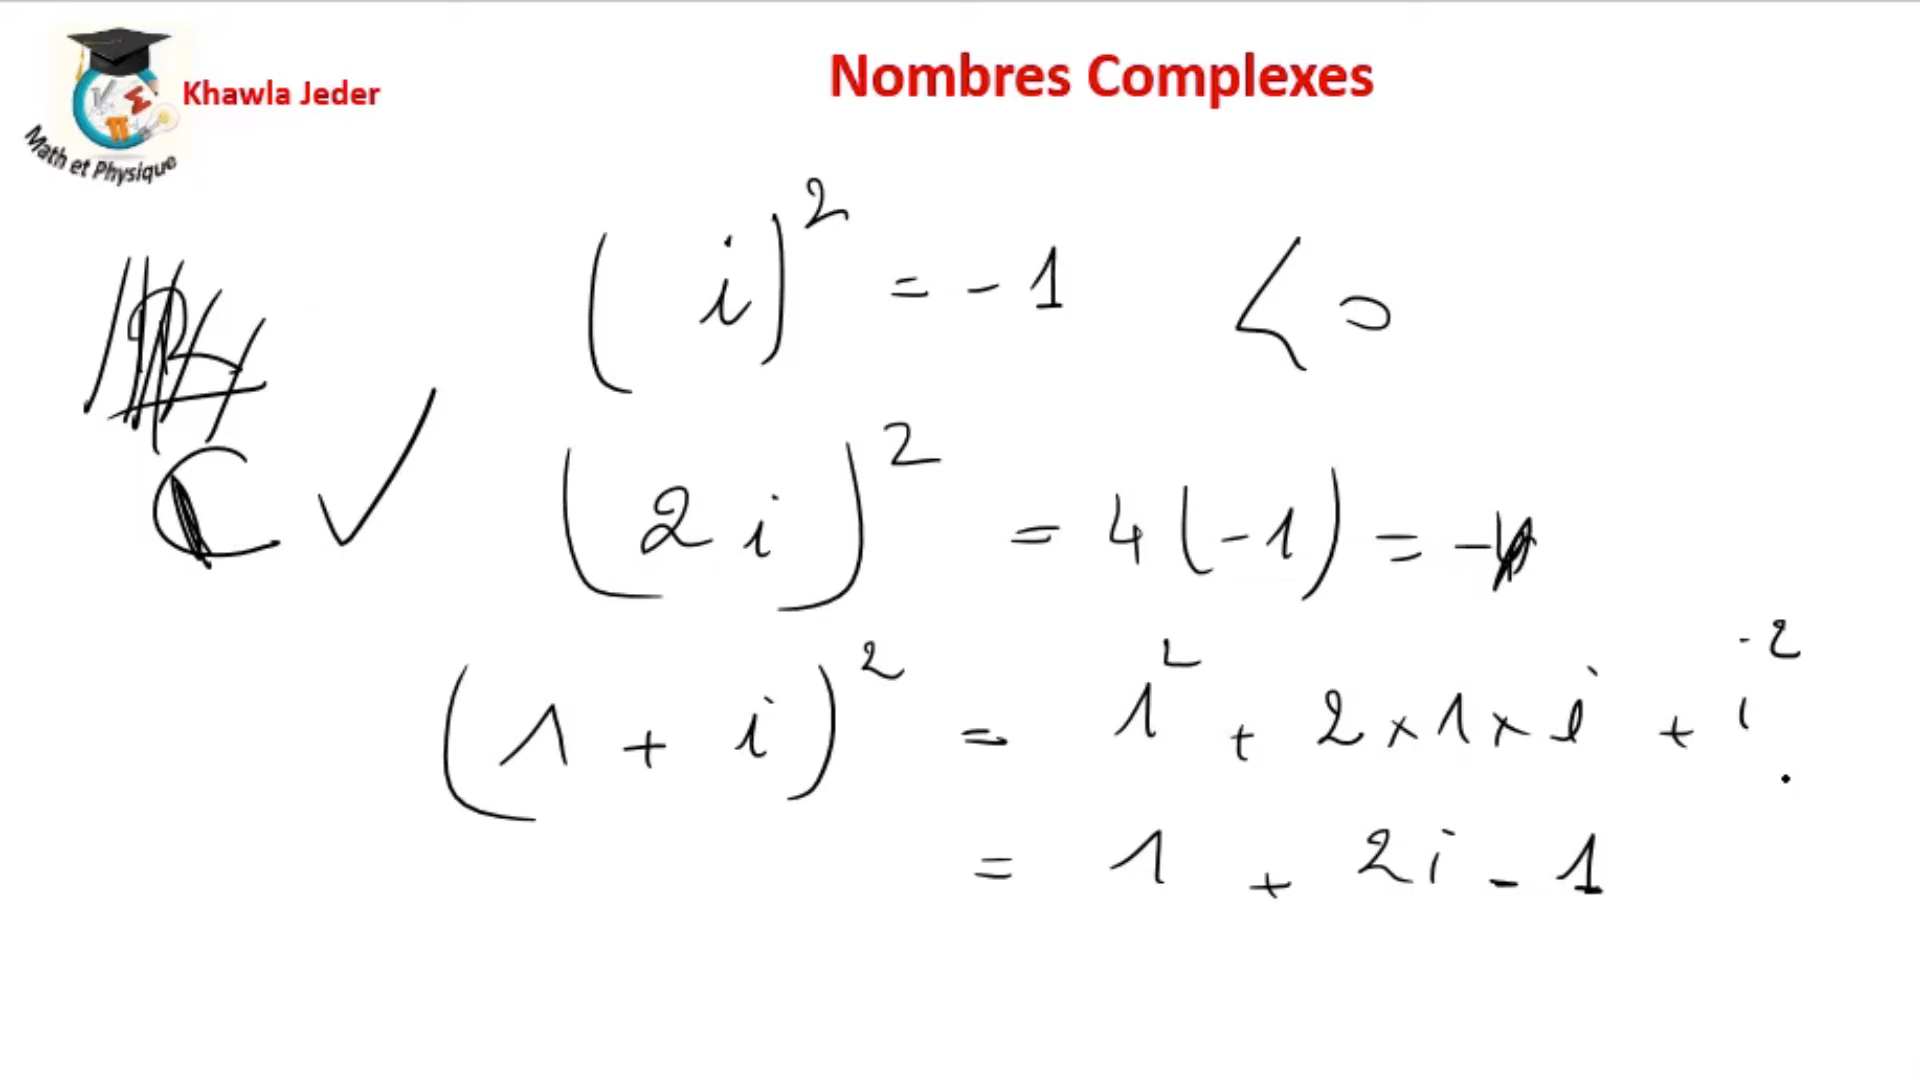 Khawla Jeder
Math et Physique
Nombres Complexes
(i)² = -1 < 0
ℂ ✓
(2i)² = 4(-1) = -4
(1 + i)² = 1² + 2×1×i + i²
= 1 + 2i - 1